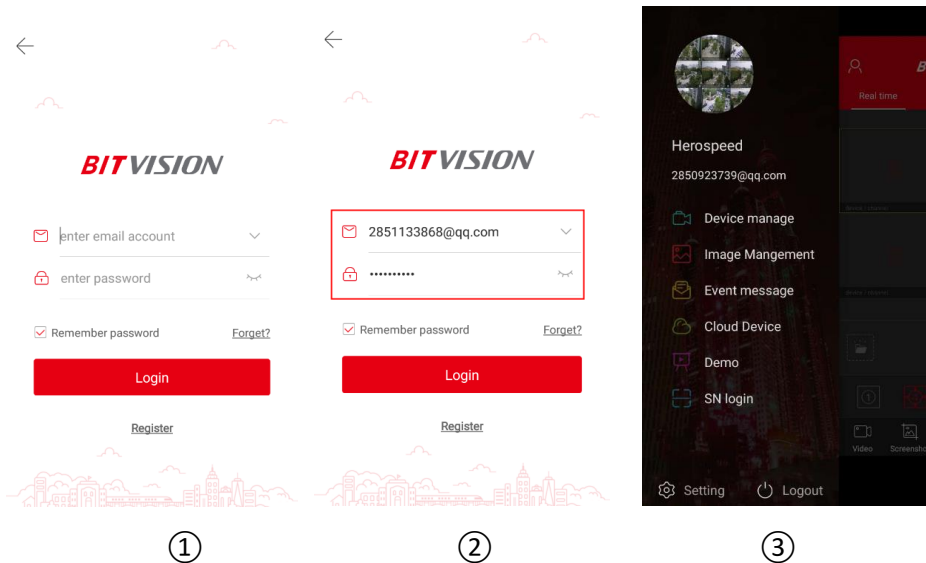 BITVISION
enter email account
enter password
Remember password Forget?
Login
Register
①
BITVISION
2851133868@qq.com
••••••••••
Remember password Forget?
Login
Register
②
Herospeed
2850923739@qq.com
Device manage
Image Mangement
Event message
Cloud Device
Demo
SN login
Setting Logout
Real time
Video Screensho
③